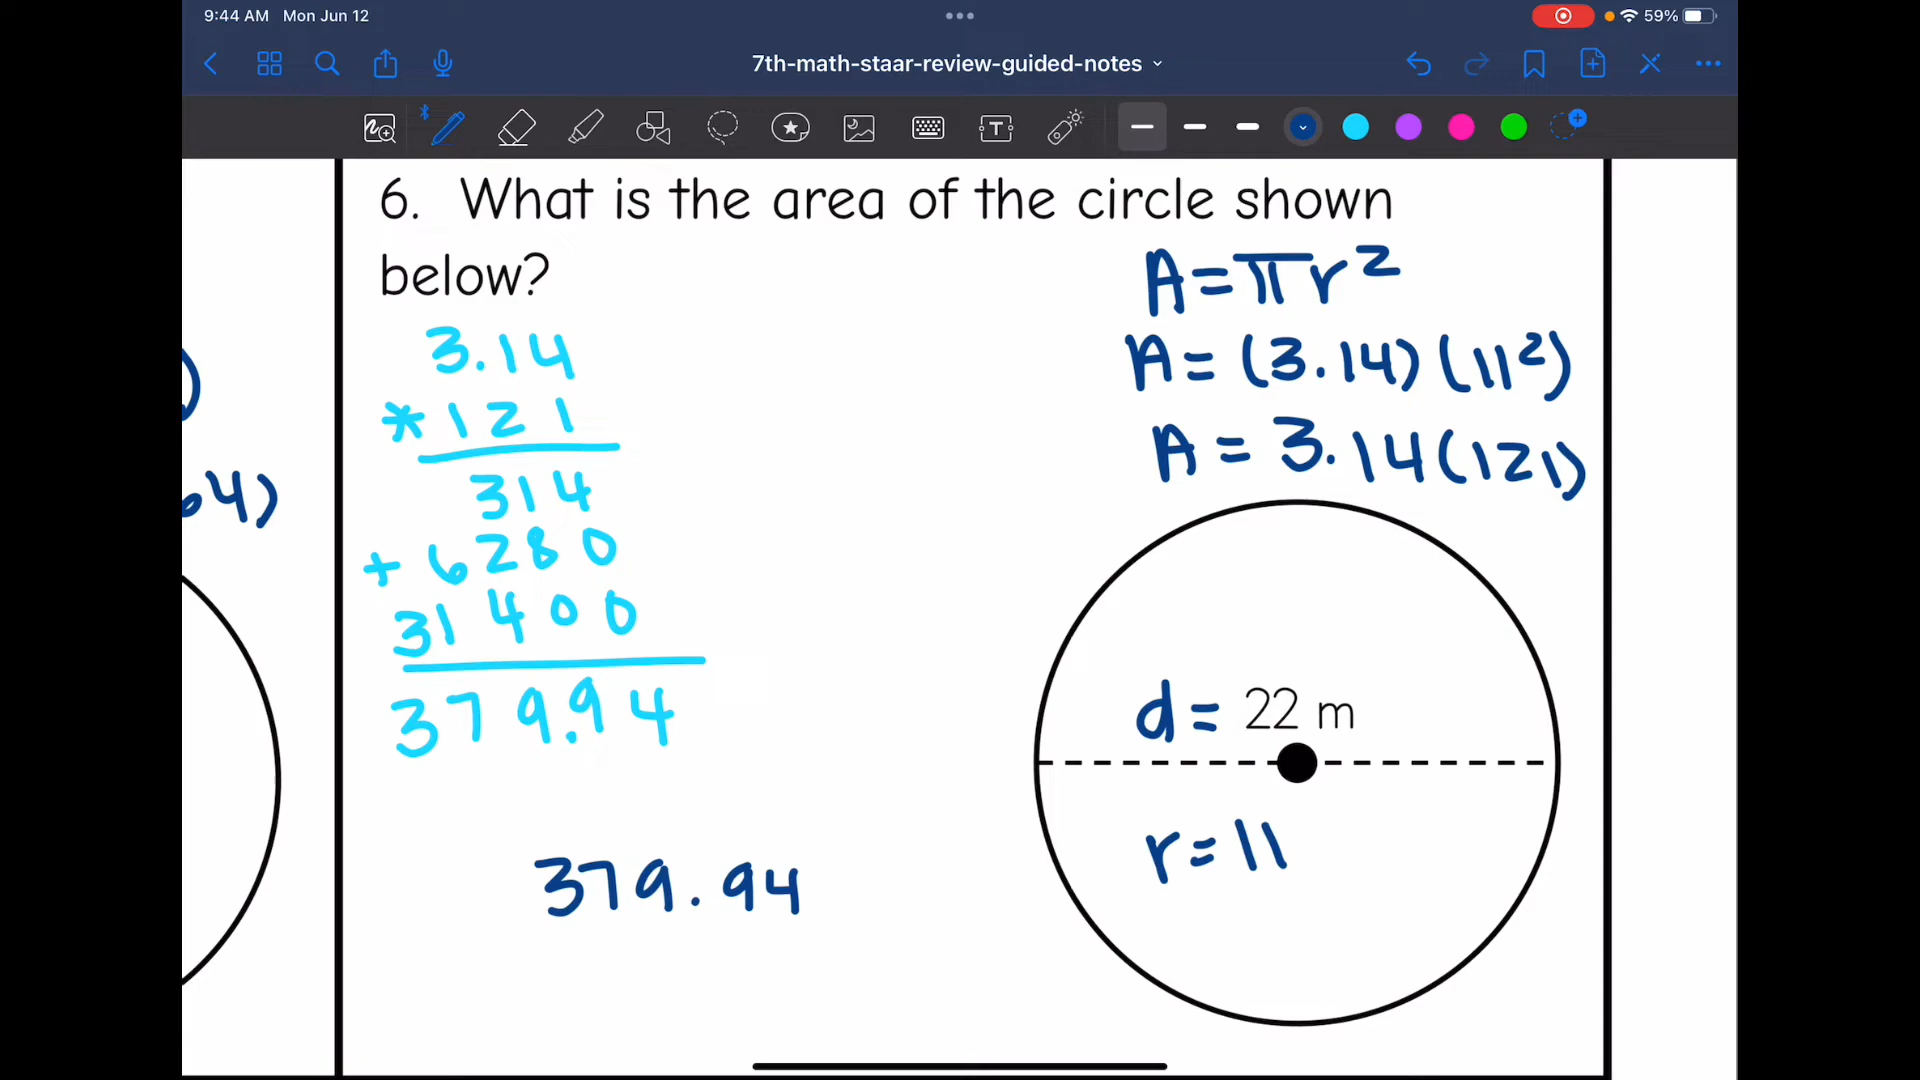 9:44 AM Mon Jun 12
59%
7th-math-staar-review-guided-notes
6. What is the area of the circle shown
below?
A=πr²
A=(3.14)(11²)
A=3.14(121)
3.14
*121
314
+6280
31400
379.94
379.94
d= 22 m
r=11
64)